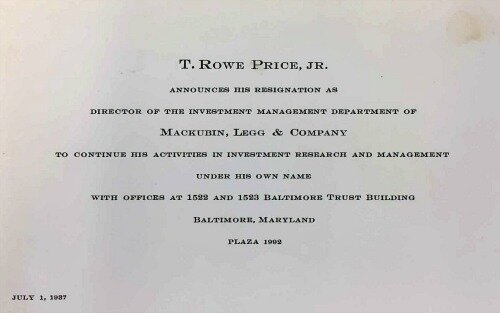 T. Rowe Price, Jr.
announces his resignation as
director of the investment management department of
Mackubin, Legg & Company
to continue his activities in investment research and management
under his own name
with offices at 1522 and 1523 Baltimore Trust Building
Baltimore, Maryland
Plaza 1992
July 1, 1937